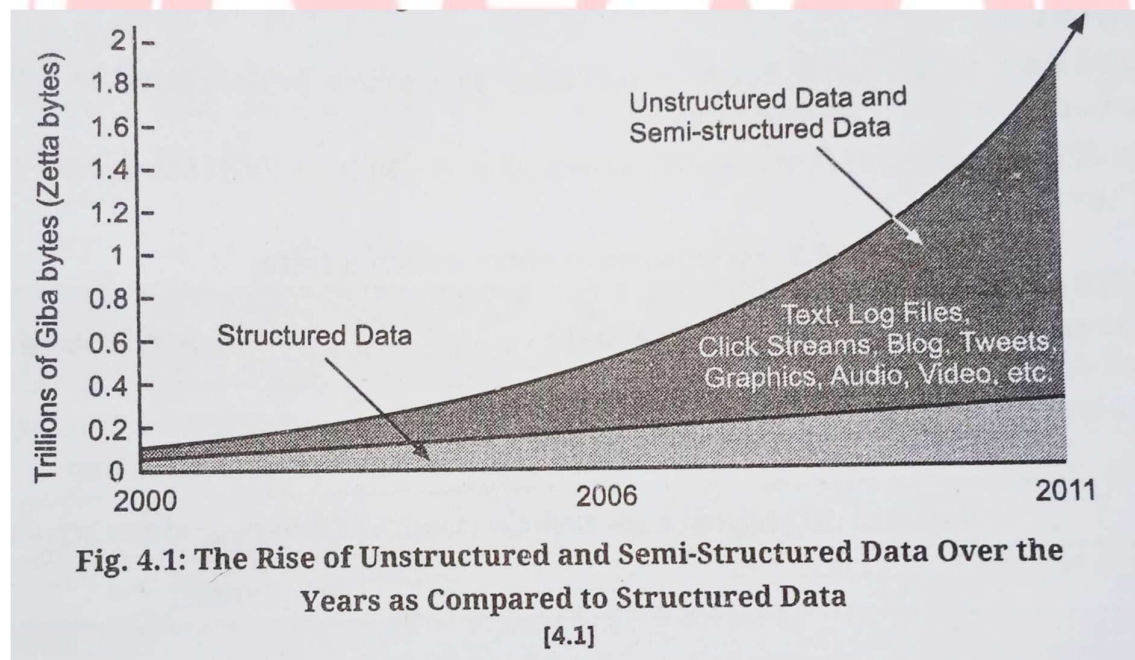 Trillions of Giba bytes (Zetta bytes)
2
1.8
1.6
1.4
1.2
1
0.8
0.6
0.4
0.2
0
Unstructured Data and
Semi-structured Data
Structured Data
Text, Log Files,
Click Streams, Blog, Tweets,
Graphics, Audio, Video, etc.
2000
2006
2011
Fig. 4.1: The Rise of Unstructured and Semi-Structured Data Over the
Years as Compared to Structured Data
[4.1]